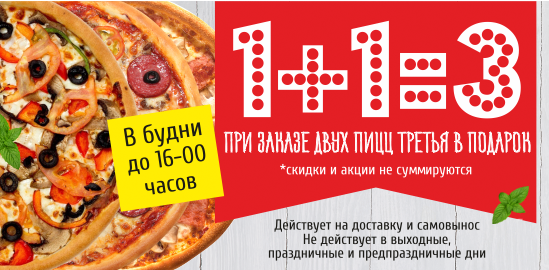 1+1=3
ПРИ ЗАКАЗЕ ДВУХ ПИЦЦ ТРЕТЬЯ В ПОДАРОК
*скидки и акции не суммируются
В будни
до 16-00
часов
Действует на доставку и самовынос
Не действует в выходные,
праздничные и предпраздничные дни